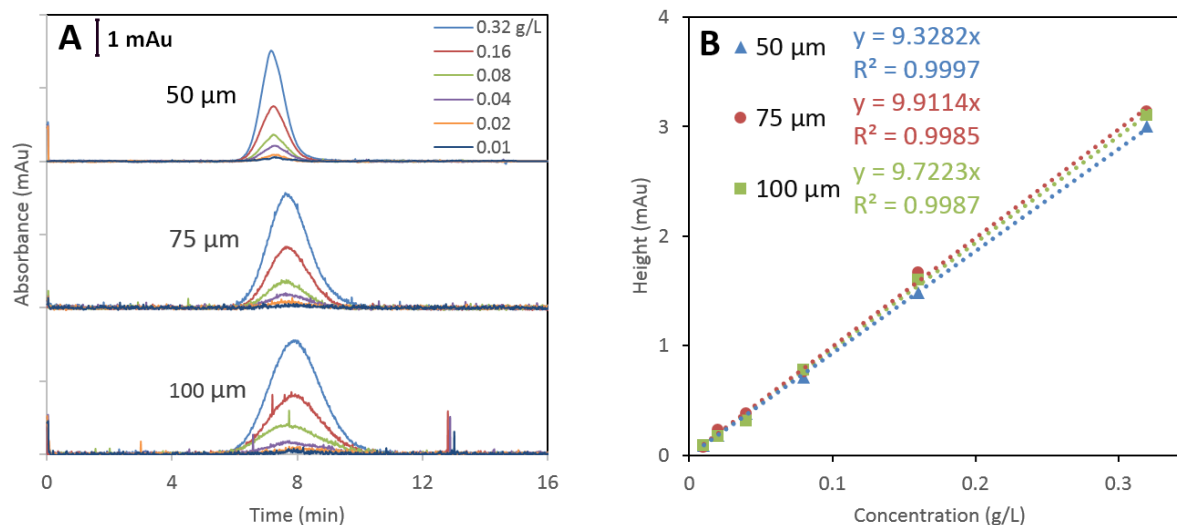 A
1 mAu
0.32 g/L
0.16
0.08
0.04
0.02
0.01
50 µm
75 µm
100 µm
Absorbance (mAu)
0
4
8
12
16
Time (min)
B
50 µm
y = 9.3282x
R² = 0.9997
75 µm
y = 9.9114x
R² = 0.9985
100 µm
y = 9.7223x
R² = 0.9987
Height (mAu)
4
3
2
1
0
0
0.1
0.2
0.3
Concentration (g/L)